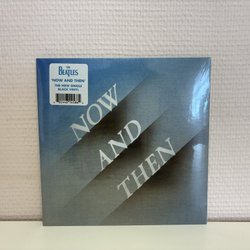 THE
BEATLES
'NOW AND THEN'
THE NEW SINGLE
BLACK VINYL
NOW
AND
THEN